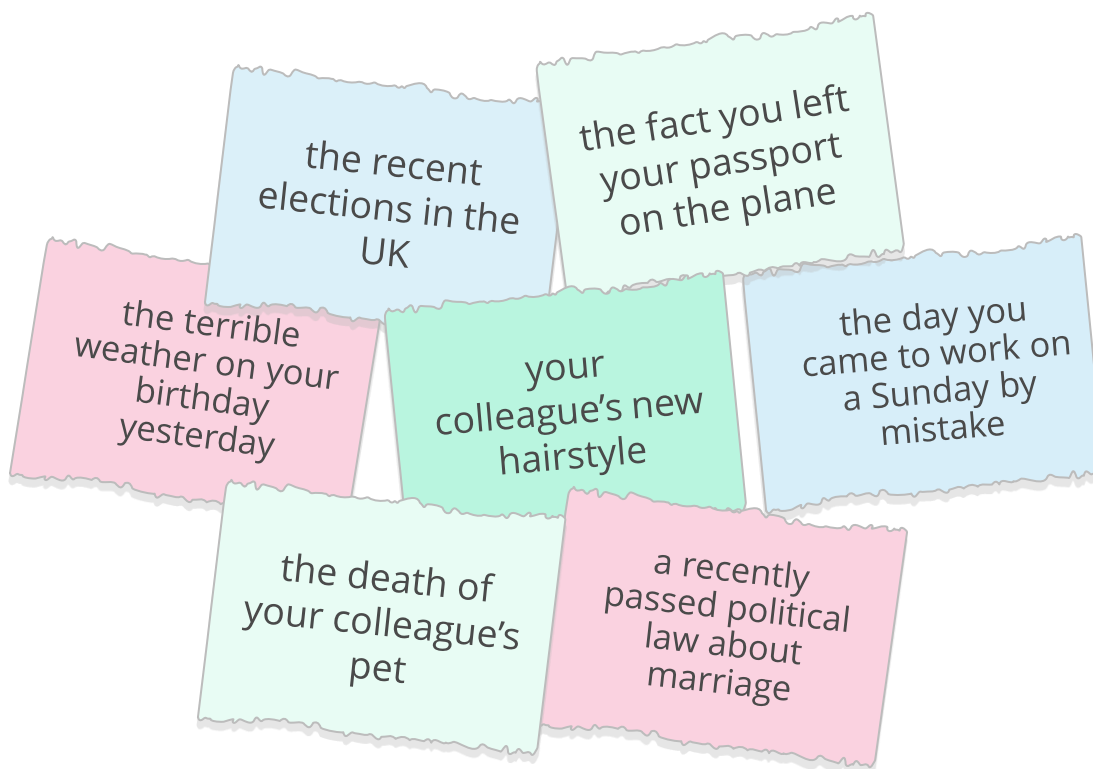 the recent
elections in the
UK
the fact you left
your passport
on the plane
the terrible
weather on your
birthday
yesterday
your
colleague’s new
hairstyle
the day you
came to work on
a Sunday by
mistake
the death of
your colleague’s
pet
a recently
passed political
law about
marriage